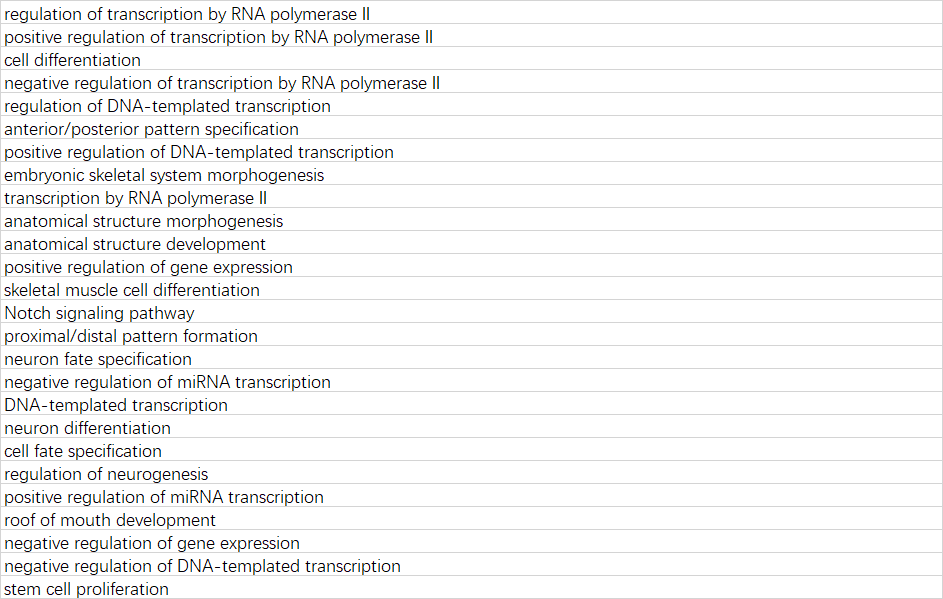 regulation of transcription by RNA polymerase II
positive regulation of transcription by RNA polymerase II
cell differentiation
negative regulation of transcription by RNA polymerase II
regulation of DNA-templated transcription
anterior/posterior pattern specification
positive regulation of DNA-templated transcription
embryonic skeletal system morphogenesis
transcription by RNA polymerase II
anatomical structure morphogenesis
anatomical structure development
positive regulation of gene expression
skeletal muscle cell differentiation
Notch signaling pathway
proximal/distal pattern formation
neuron fate specification
negative regulation of miRNA transcription
DNA-templated transcription
neuron differentiation
cell fate specification
regulation of neurogenesis
positive regulation of miRNA transcription
roof of mouth development
negative regulation of gene expression
negative regulation of DNA-templated transcription
stem cell proliferation